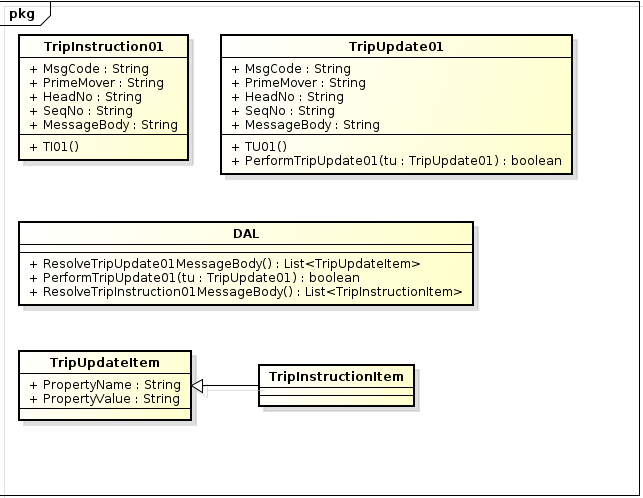 pkg
TripInstruction01
+ MsgCode : String
+ PrimeMover : String
+ HeadNo : String
+ SeqNo : String
+ MessageBody : String
+ TI01()
TripUpdate01
+ MsgCode : String
+ PrimeMover : String
+ HeadNo : String
+ SeqNo : String
+ MessageBody : String
+ TU01()
+ PerformTripUpdate01(tu : TripUpdate01) : boolean
DAL
+ ResolveTripUpdate01MessageBody() : List<TripUpdateItem>
+ PerformTripUpdate01(tu : TripUpdate01) : boolean
+ ResolveTripInstruction01MessageBody() : List<TripInstructionItem>
TripUpdateItem
+ PropertyName : String
+ PropertyValue : String
TripInstructionItem